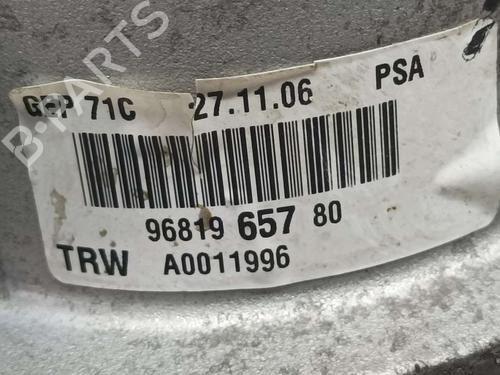 B-PARTS
71C 27.11.06 PSA
96819 657 80
TRW A0011996